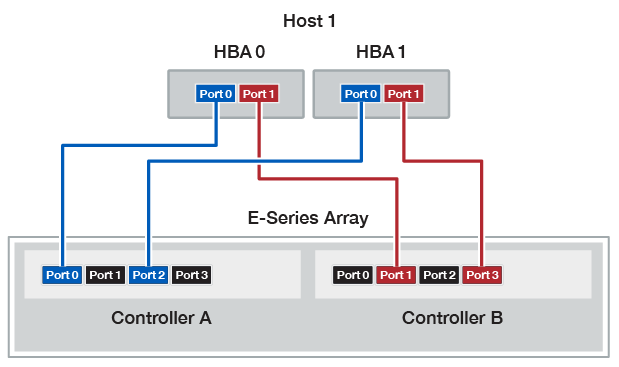 Host 1
HBA 0 HBA 1
Port 0 Port 1 Port 0 Port 1
E-Series Array
Port 0 Port 1 Port 2 Port 3 Port 0 Port 1 Port 2 Port 3
Controller A Controller B